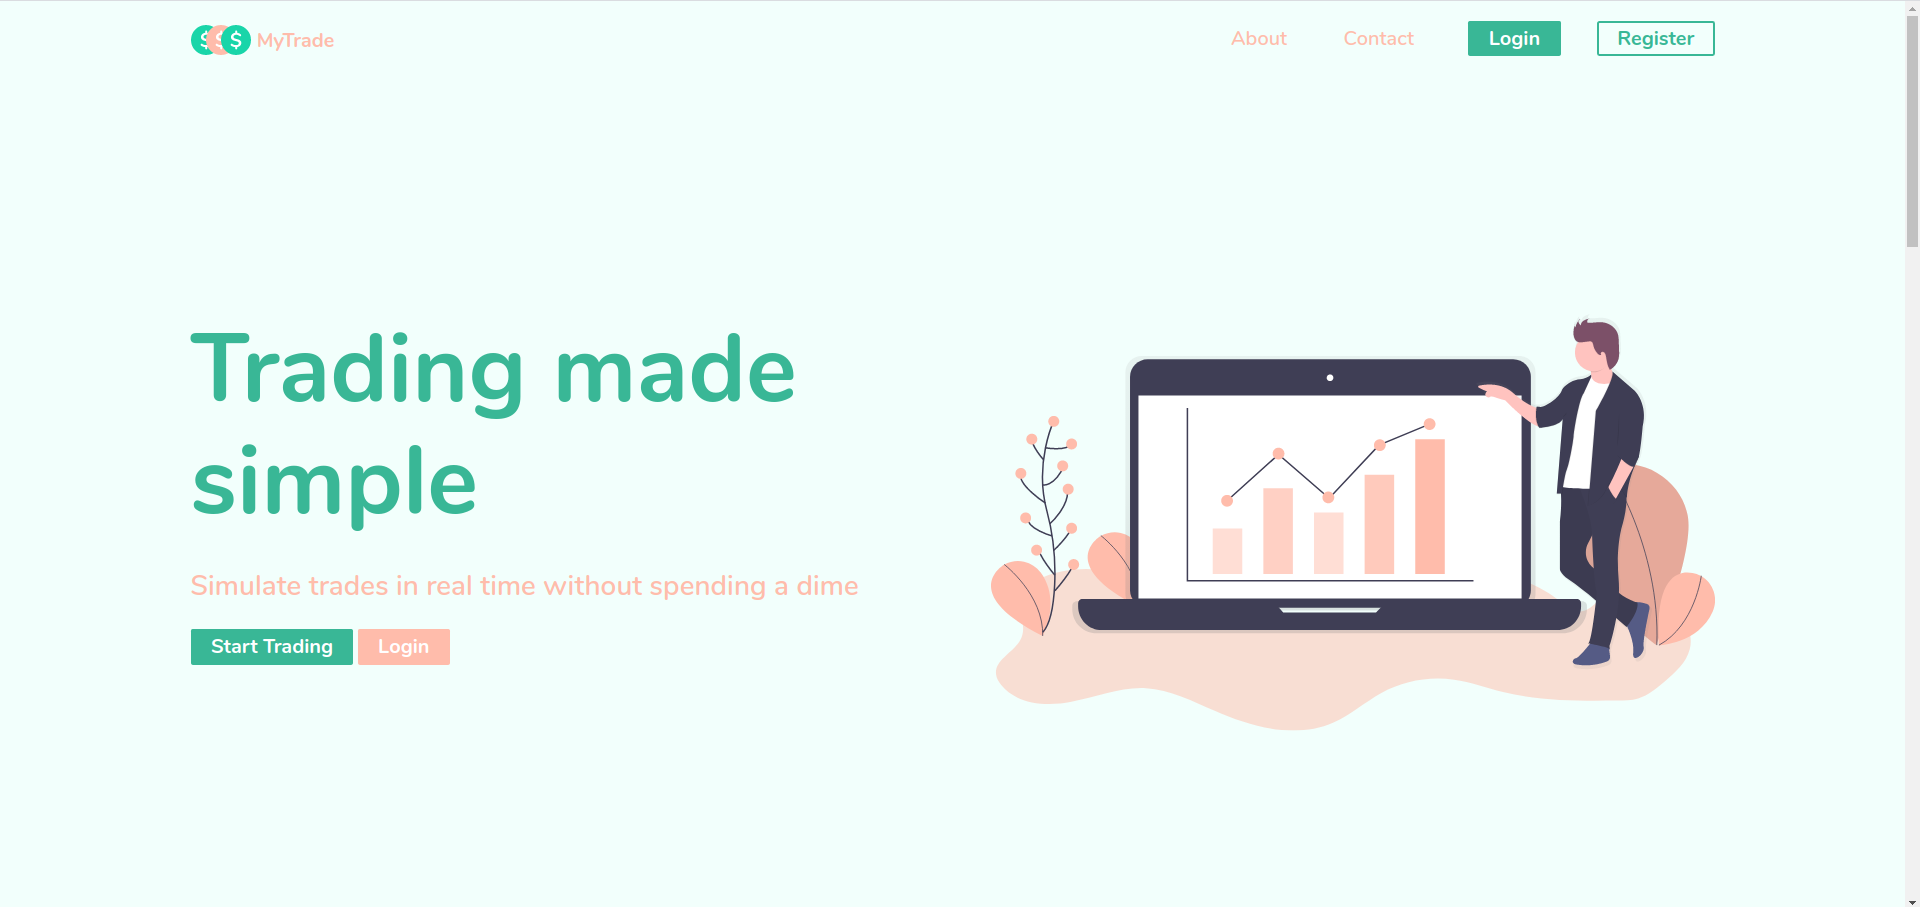 $ $ $ MyTrade
About Contact Login Register
Trading made
simple
Simulate trades in real time without spending a dime
Start Trading Login